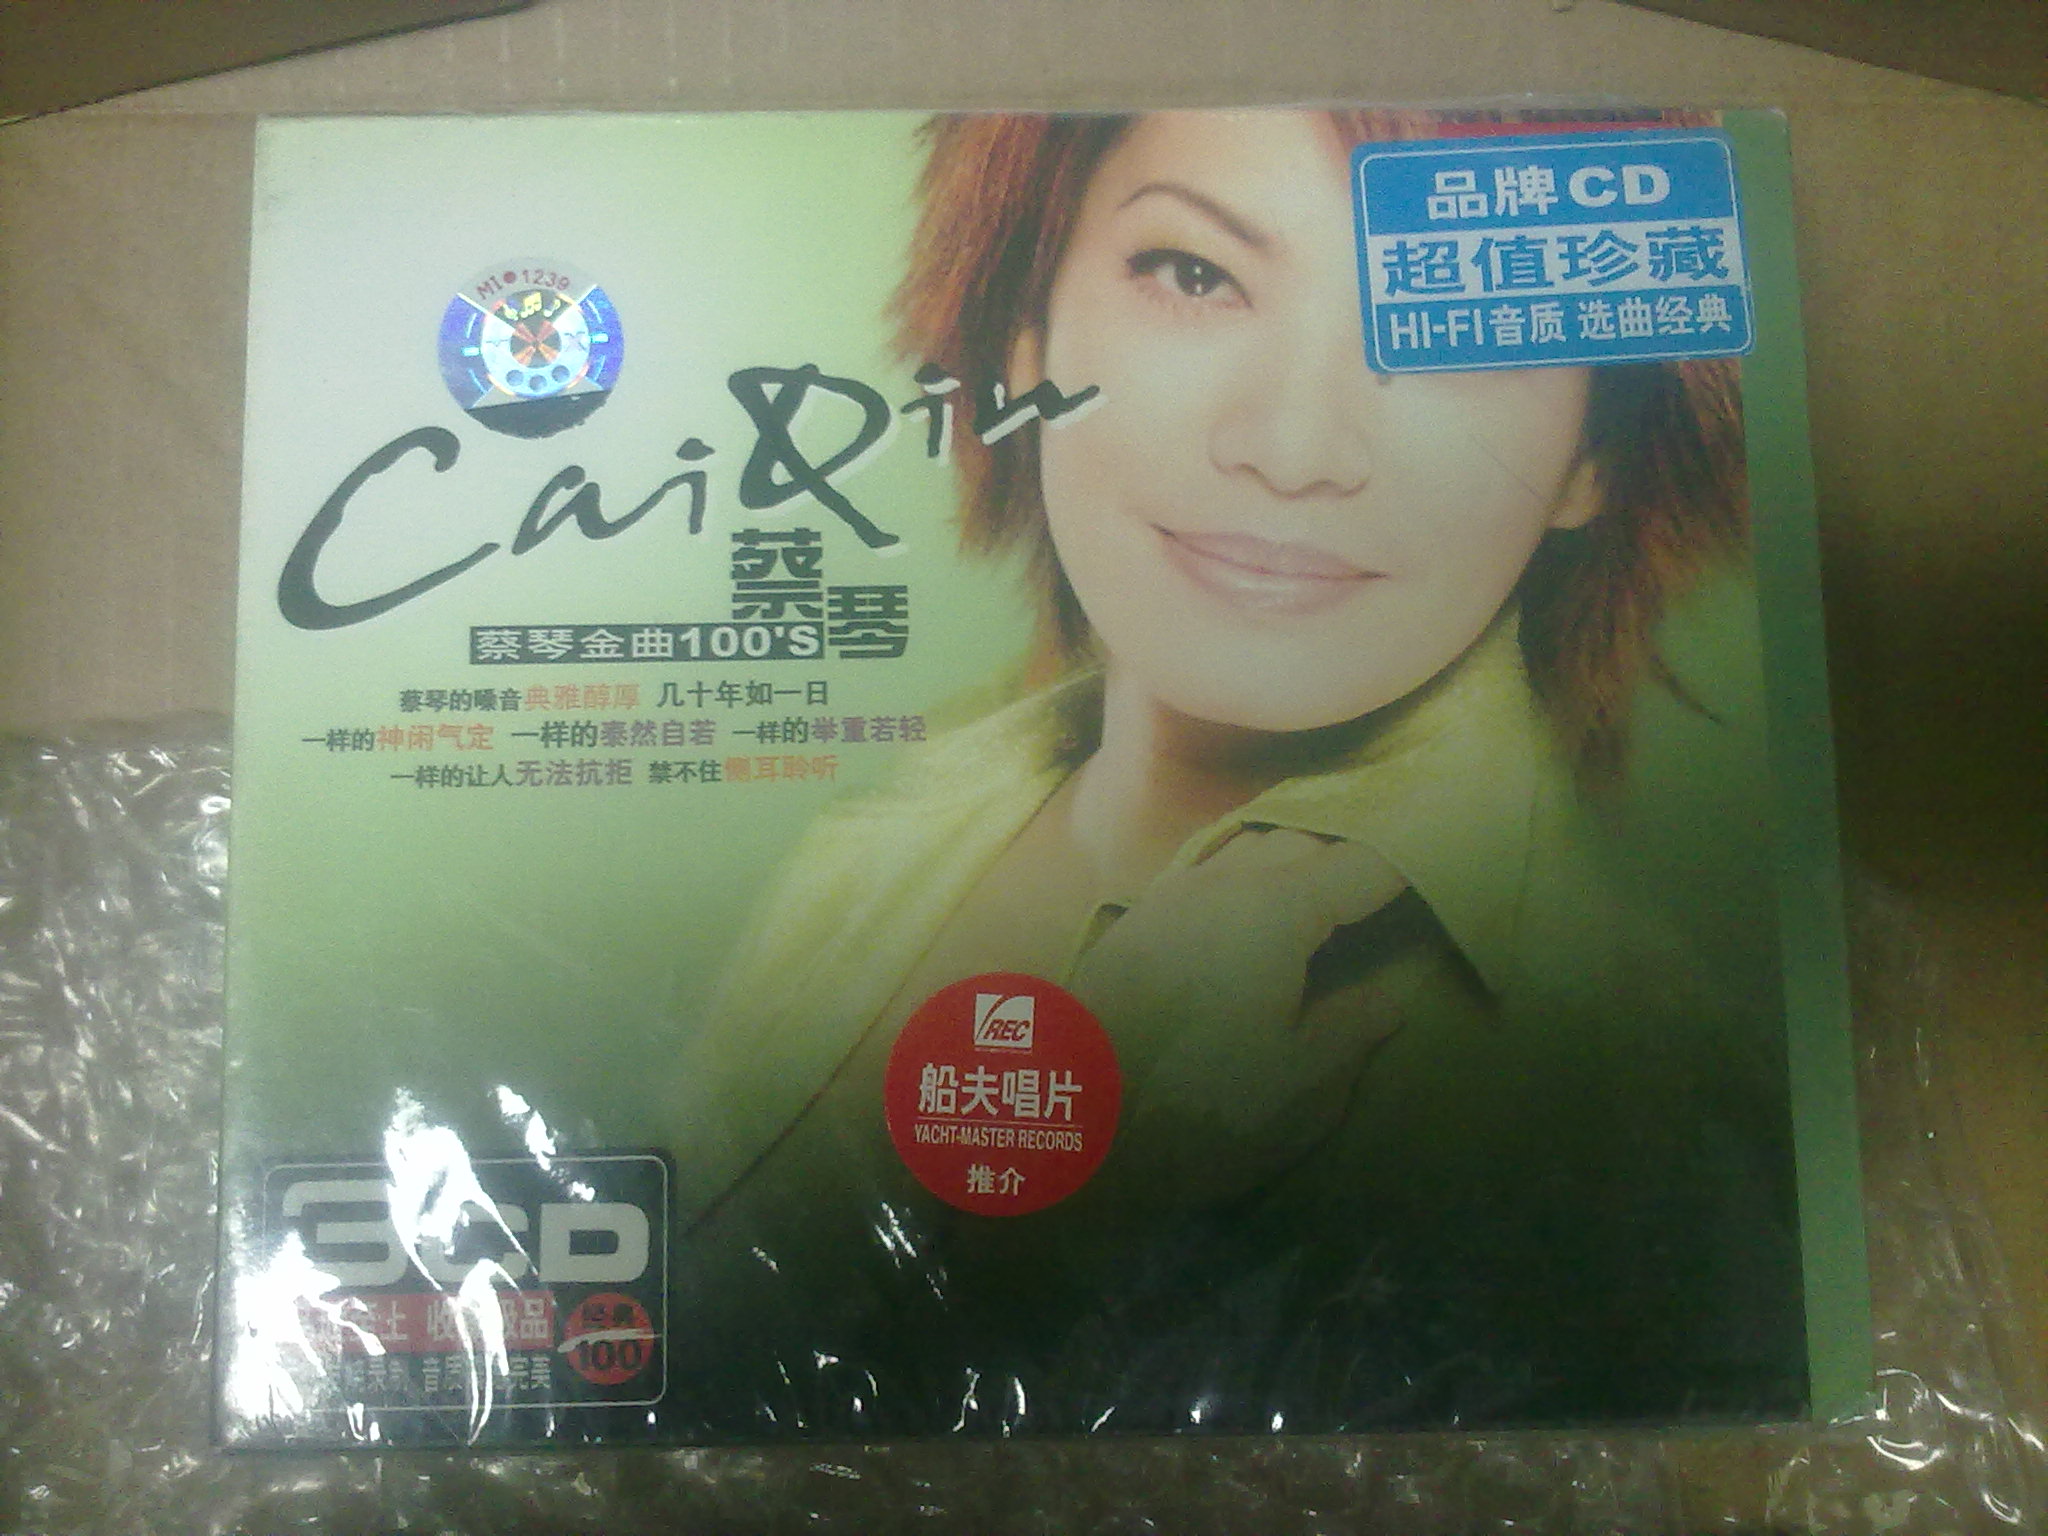 品牌CD
超值珍藏
HI-FI音质 选曲经典
MI●1239
Cai Qin
蔡琴
蔡琴金曲100'S
蔡琴的嗓音典雅醇厚 几十年如一日
一样的神闲气定 一样的泰然自若 一样的举重若轻
一样的让人无法抗拒 禁不住侧耳聆听
REC
船夫唱片
YACHT-MASTER RECORDS
推介
3CD
经典
100